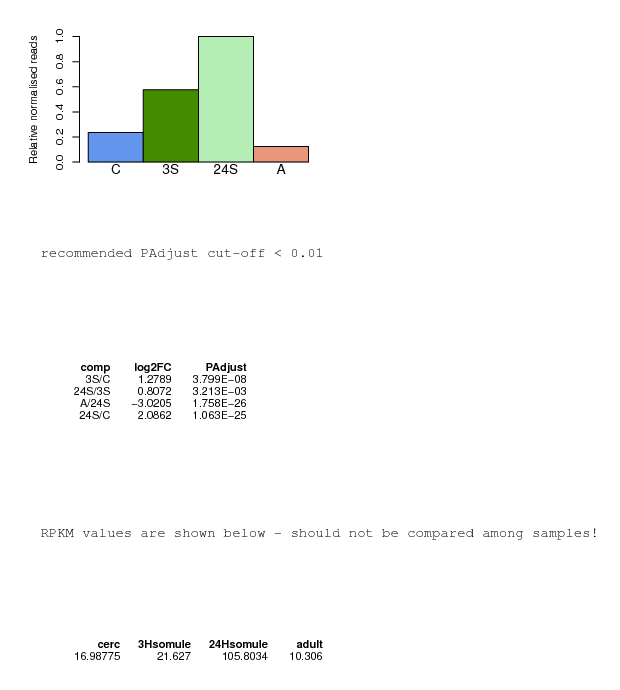 Relative normalised reads
1.0
0.8
0.6
0.4
0.2
0.0
C 3S 24S A
recommended PAdjust cut-off < 0.01
comp log2FC PAdjust
3S/C 1.2789 3.799E−08
24S/3S 0.8072 3.213E−03
A/24S −3.0205 1.758E−26
24S/C 2.0862 1.063E−25
RPKM values are shown below - should not be compared among samples!
cerc 3Hsomule 24Hsomule adult
16.98775 21.627 105.8034 10.306